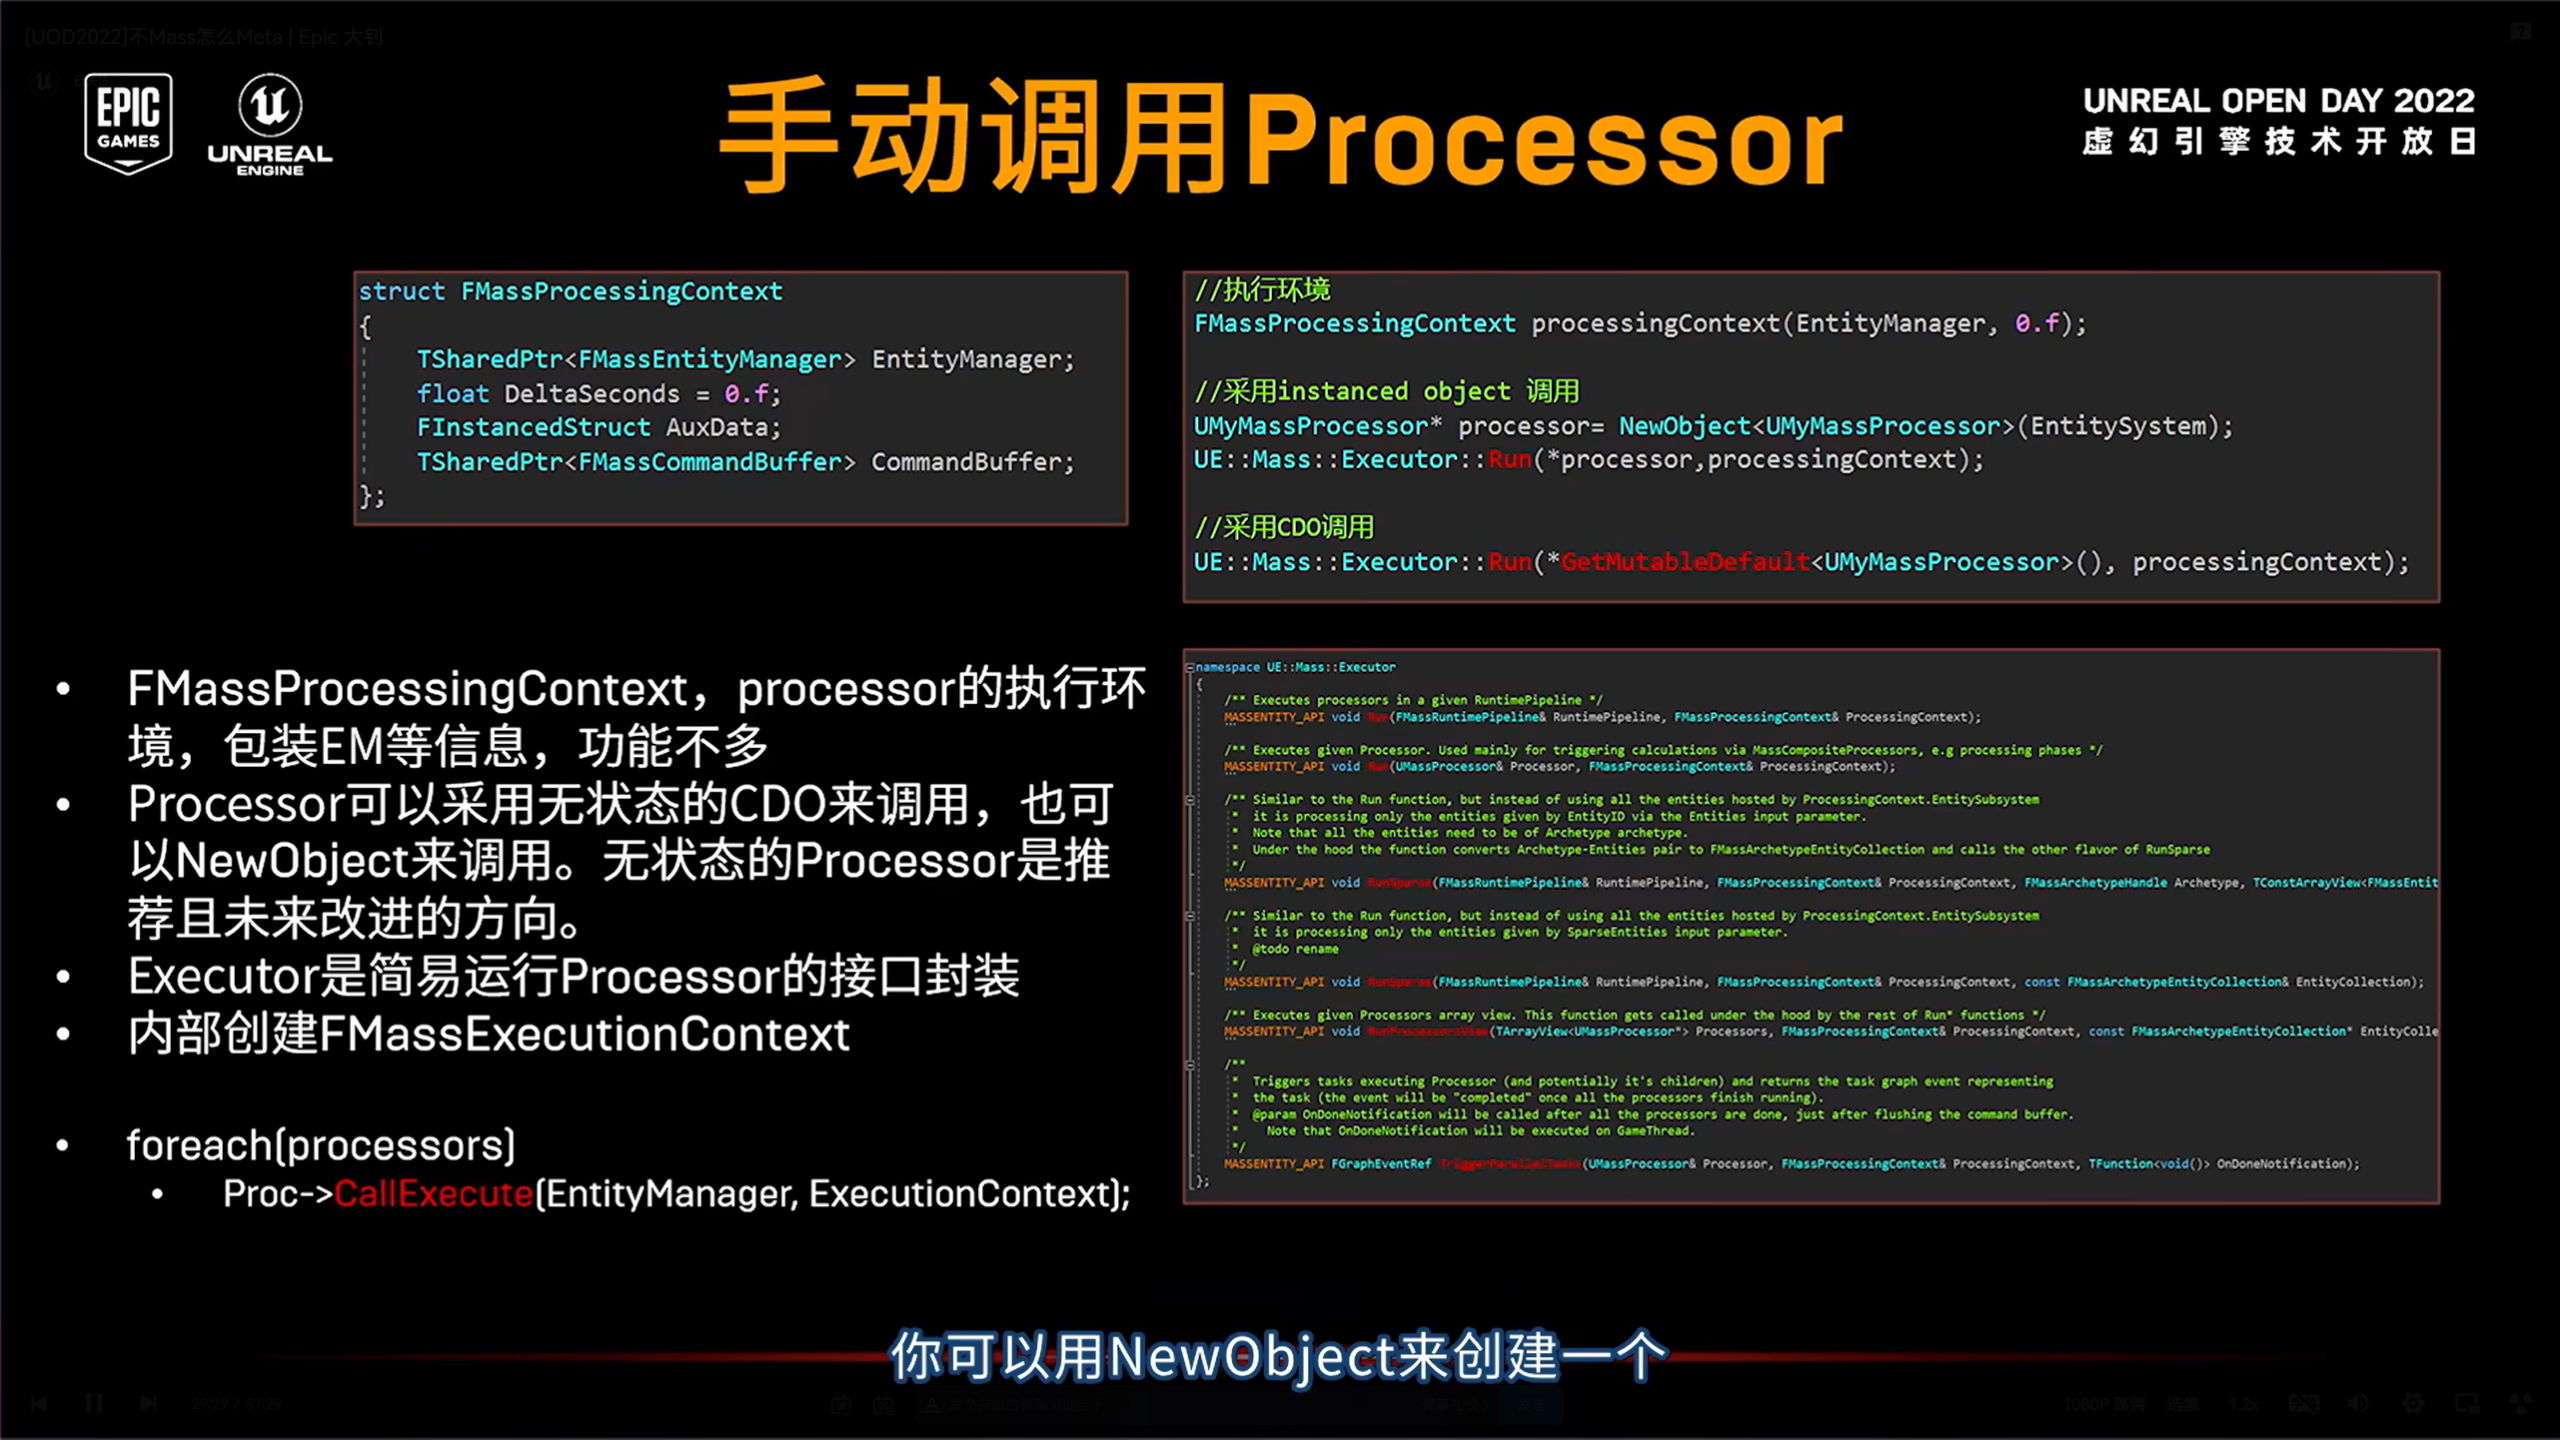 [UOD2022]不Mass怎么Meta | Epic 大钊
EPIC
GAMES
UNREAL
ENGINE
手动调用Processor
UNREAL OPEN DAY 2022
虚幻引擎技术开放日
struct FMassProcessingContext
{
TSharedPtr<FMassEntityManager> EntityManager;
float DeltaSeconds = 0.f;
FInstancedStruct AuxData;
TSharedPtr<FMassCommandBuffer> CommandBuffer;
};
//执行环境
FMassProcessingContext processingContext(EntityManager, 0.f);
//采用instanced object 调用
UMyMassProcessor* processor= NewObject<UMyMassProcessor>(EntitySystem);
UE::Mass::Executor::Run(*processor,processingContext);
//采用CDO调用
UE::Mass::Executor::Run(*GetMutableDefault<UMyMassProcessor>(), processingContext);
• FMassProcessingContext，processor的执行环
境，包装EM等信息，功能不多
• Processor可以采用无状态的CDO来调用，也可
以NewObject来调用。无状态的Processor是推
荐且未来改进的方向。
• Executor是简易运行Processor的接口封装
• 内部创建FMassExecutionContext
• foreach(processors)
• Proc->CallExecute(EntityManager, ExecutionContext);
namespace UE::Mass::Executor
{
/** Executes processors in a given RuntimePipeline */
MASSENTITY_API void Run(FMassRuntimePipeline& RuntimePipeline, FMassProcessingContext& ProcessingContext);
/** Executes given Processor. Used mainly for triggering calculations via MassCompositeProcessors, e.g processing phases */
MASSENTITY_API void Run(UMassProcessor& Processor, FMassProcessingContext& ProcessingContext);
/** Similar to the Run function, but instead of using all the entities hosted by ProcessingContext.EntitySubsystem
* it is processing only the entities given by EntityID via the Entities input parameter.
* Note that all the entities need to be of Archetype archetype.
* Under the hood the function converts Archetype-Entities pair to FMassArchetypeEntityCollection and calls the other flavor of RunSparse
*/
MASSENTITY_API void RunSparse(FMassRuntimePipeline& RuntimePipeline, FMassProcessingContext& ProcessingContext, FMassArchetypeHandle Archetype, TConstArrayView<FMassEntit
/** Similar to the Run function, but instead of using all the entities hosted by ProcessingContext.EntitySubsystem
* it is processing only the entities given by SparseEntities input parameter.
* @todo rename
*/
MASSENTITY_API void RunSparse(FMassRuntimePipeline& RuntimePipeline, FMassProcessingContext& ProcessingContext, const FMassArchetypeEntityCollection& EntityCollection);
/** Executes given Processors array view. This function gets called under the hood by the rest of Run* functions */
MASSENTITY_API void RunProcessorsView(TArrayView<UMassProcessor*> Processors, FMassProcessingContext& ProcessingContext, const FMassArchetypeEntityCollection* EntityColle
/**
* Triggers tasks executing Processor (and potentially it's children) and returns the task graph event representing
* the task (the event will be "completed" once all the processors finish running).
* @param OnDoneNotification will be called after all the processors are done, just after flushing the command buffer.
* Note that OnDoneNotification will be executed on GameThread.
*/
MASSENTITY_API FGraphEventRef TriggerParallelTasks(UMassProcessor& Processor, FMassProcessingContext& ProcessingContext, TFunction<void()> OnDoneNotification);
};
你可以用NewObject来创建一个
29:29 / 67:29
1080P 高清 选集 1.2x